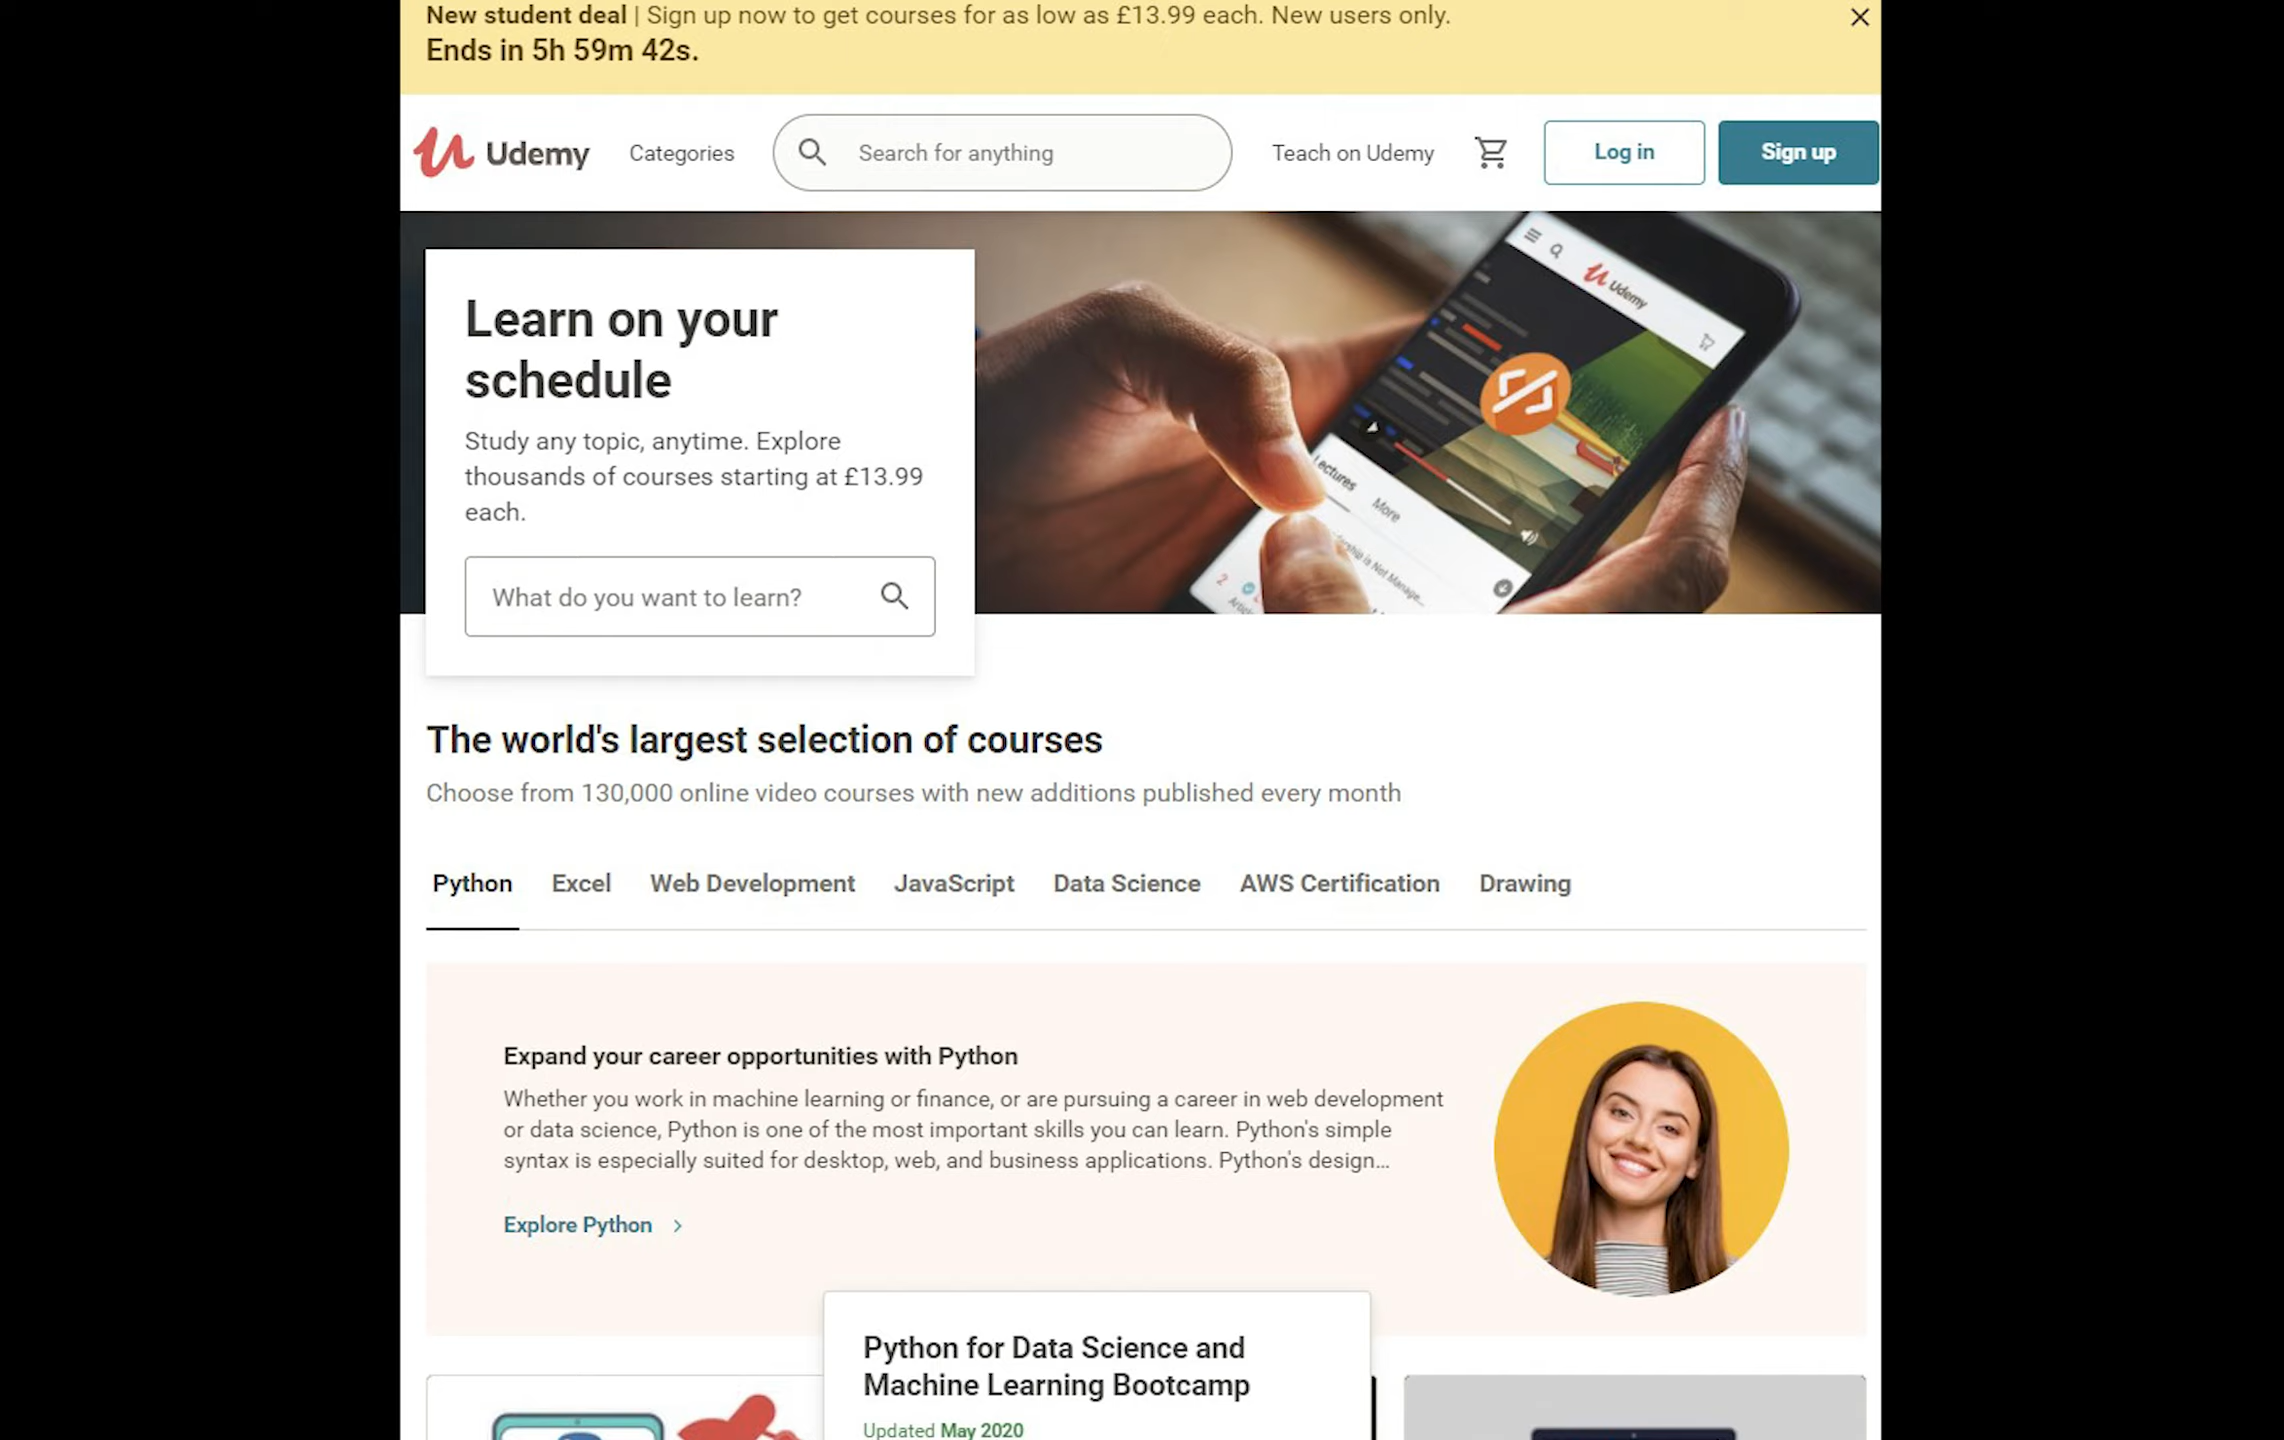 New student deal | Sign up now to get courses for as low as £13.99 each. New users only.
Ends in 5h 59m 42s.
Udemy
Categories
Search for anything
Teach on Udemy
Log in
Sign up
Learn on your
schedule
Study any topic, anytime. Explore
thousands of courses starting at £13.99
each.
What do you want to learn?
Udemy
Lectures
More
2
The world's largest selection of courses
Choose from 130,000 online video courses with new additions published every month
Python
Excel
Web Development
JavaScript
Data Science
AWS Certification
Drawing
Expand your career opportunities with Python
Whether you work in machine learning or finance, or are pursuing a career in web development
or data science, Python is one of the most important skills you can learn. Python's simple
syntax is especially suited for desktop, web, and business applications. Python's design...
Explore Python
Python for Data Science and
Machine Learning Bootcamp
Updated May 2020